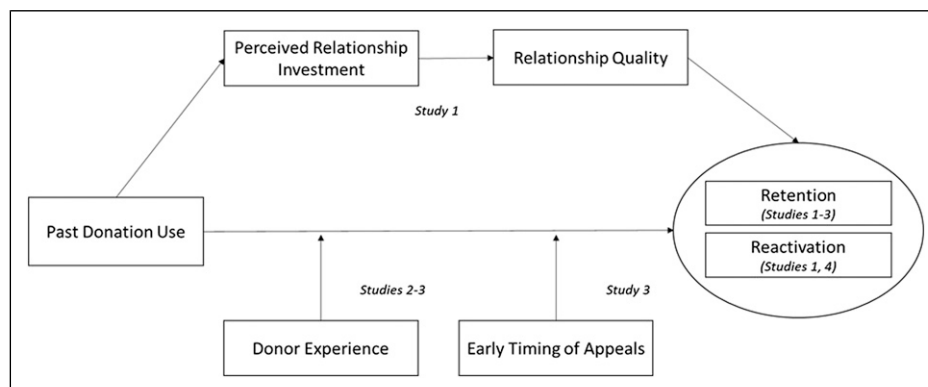 Perceived Relationship
Investment
Relationship Quality
Study 1
Retention
(Studies 1-3)
Past Donation Use
Reactivation
(Studies 1, 4)
Studies 2-3
Study 3
Donor Experience
Early Timing of Appeals